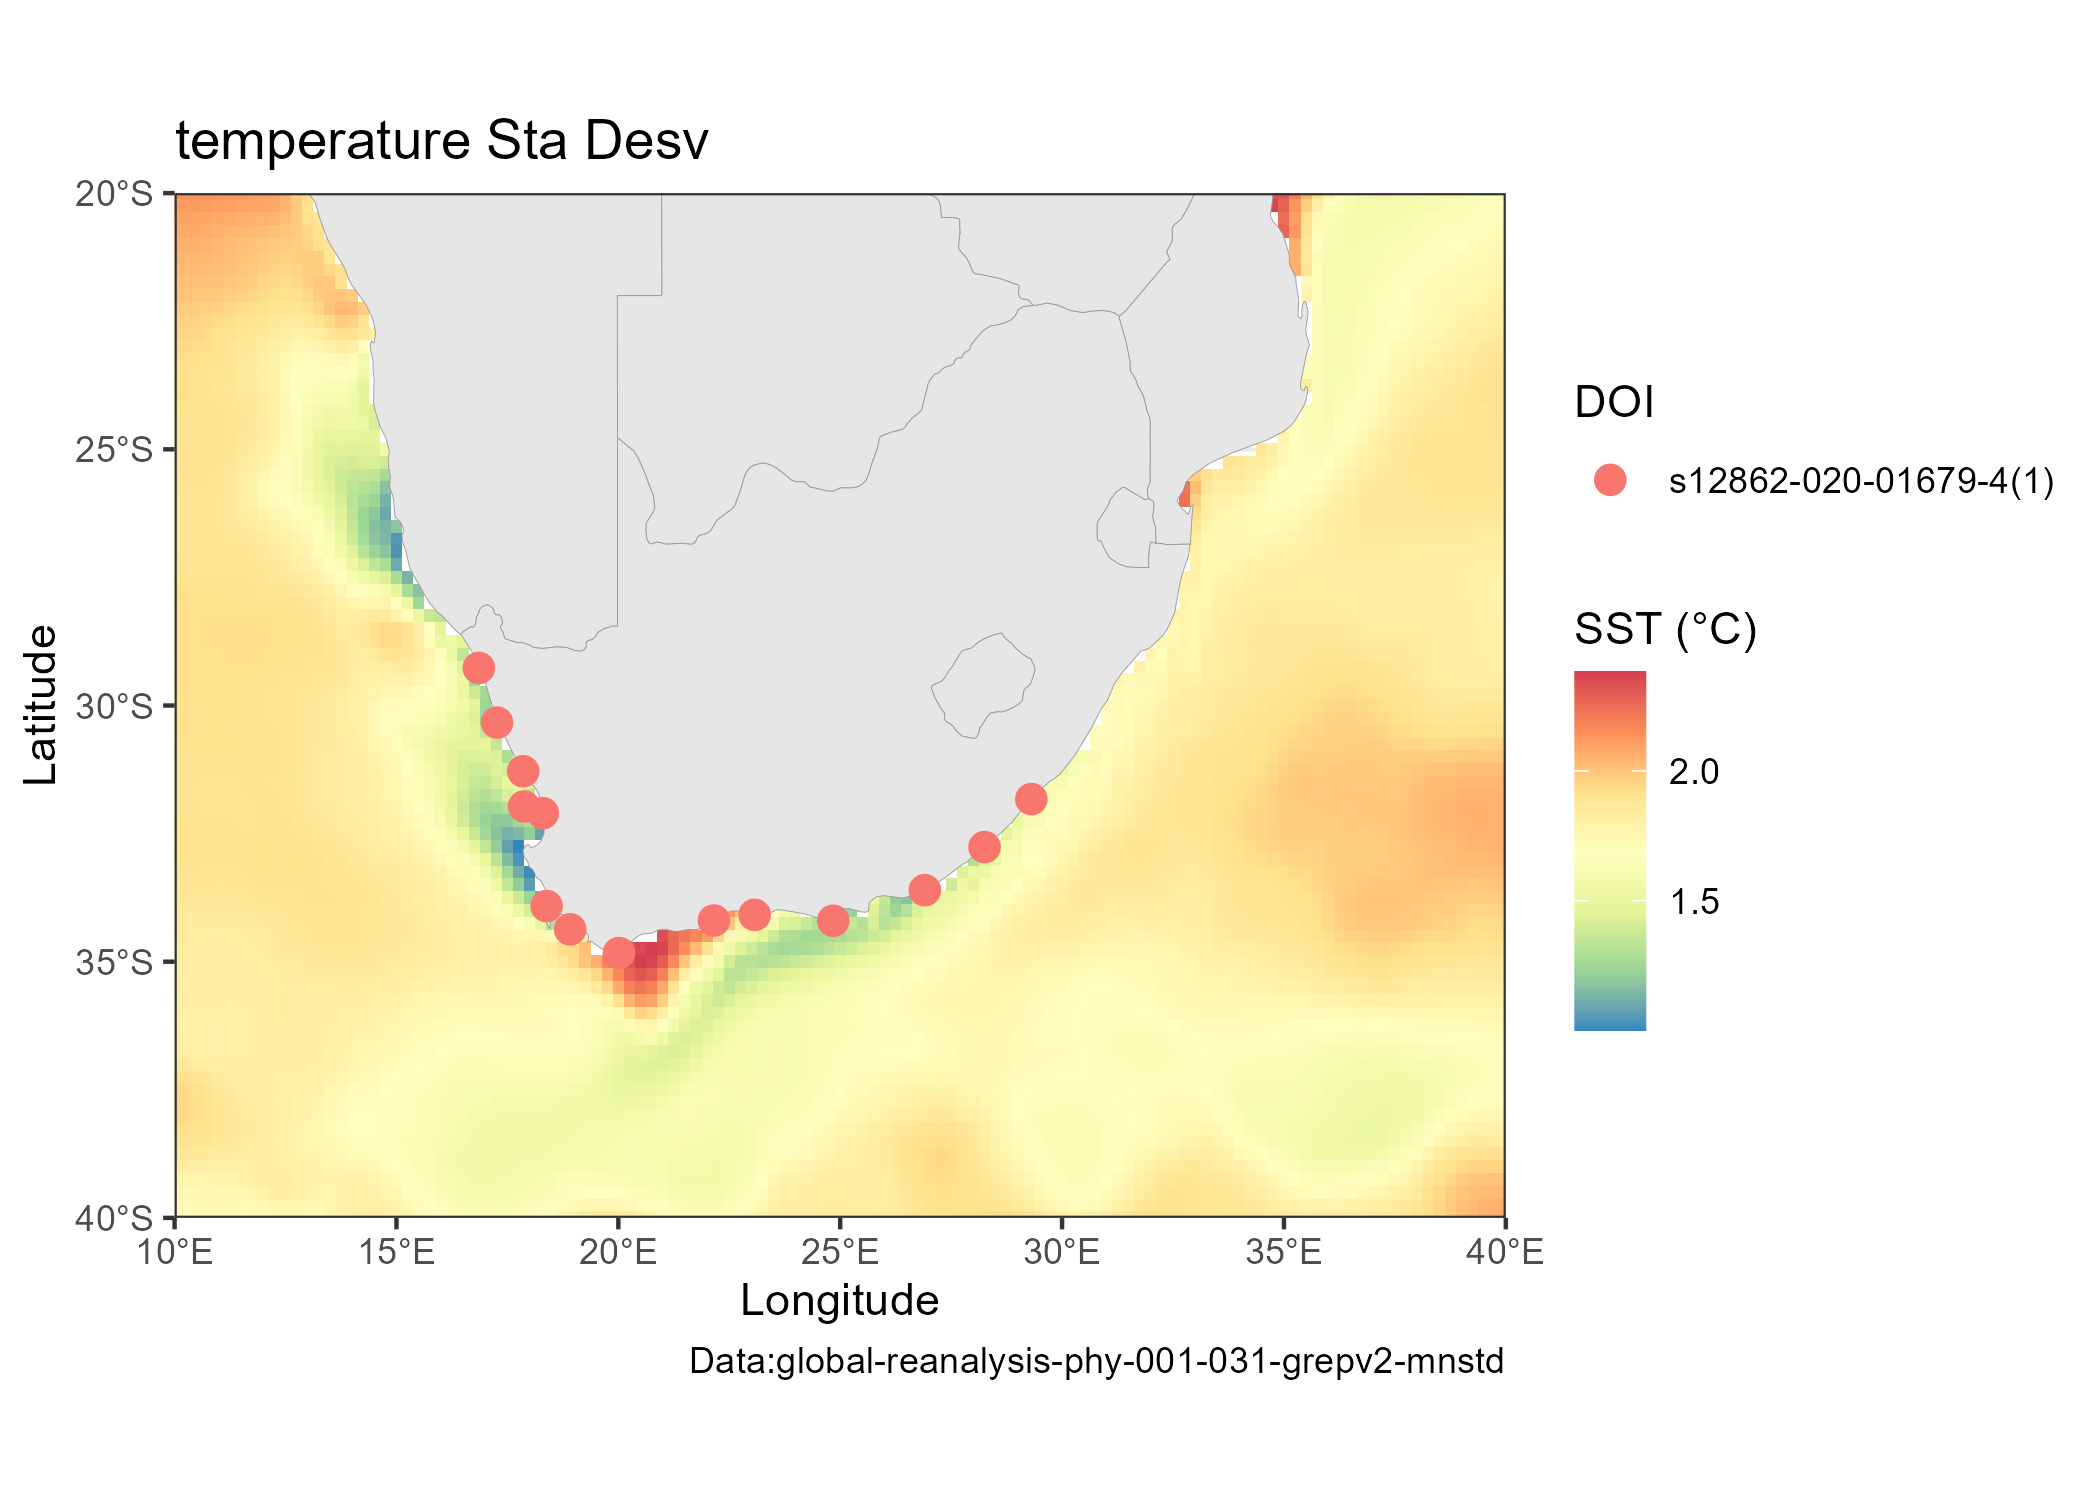 temperature Sta Desv
20°S
25°S
30°S
35°S
40°S
Latitude
10°E 15°E 20°E 25°E 30°E 35°E 40°E
Longitude
Data:global-reanalysis-phy-001-031-grepv2-mnstd
DOI
s12862-020-01679-4(1)
SST (°C)
2.0
1.5